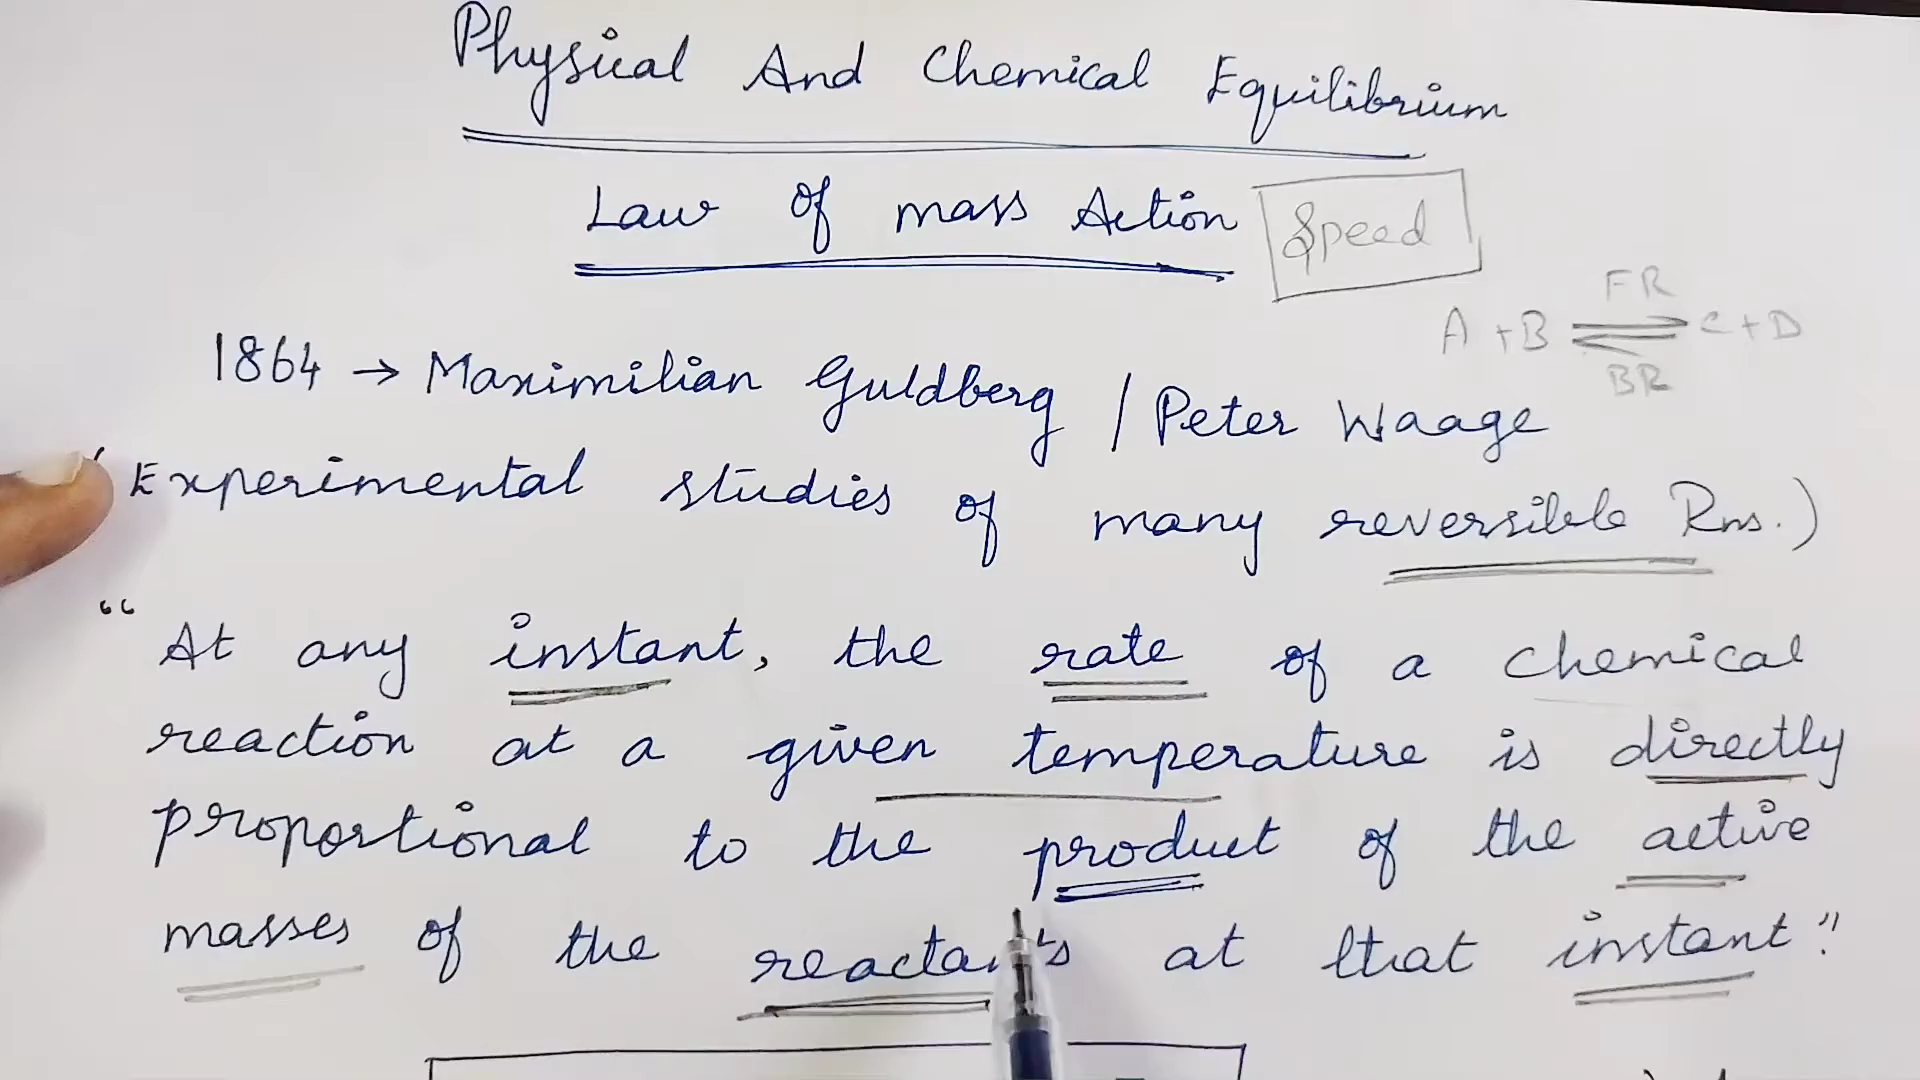 Physical And Chemical Equilibrium
Law of mass Action
Speed
FR
A + B ⇌ C + D
BR
1864 → Maximilian Guldberg / Peter Waage
(Experimental studies of many reversible Rns.)
“At any instant, the rate of a chemical
reaction at a given temperature is directly
proportional to the product of the active
masses of the reactants at that instant”